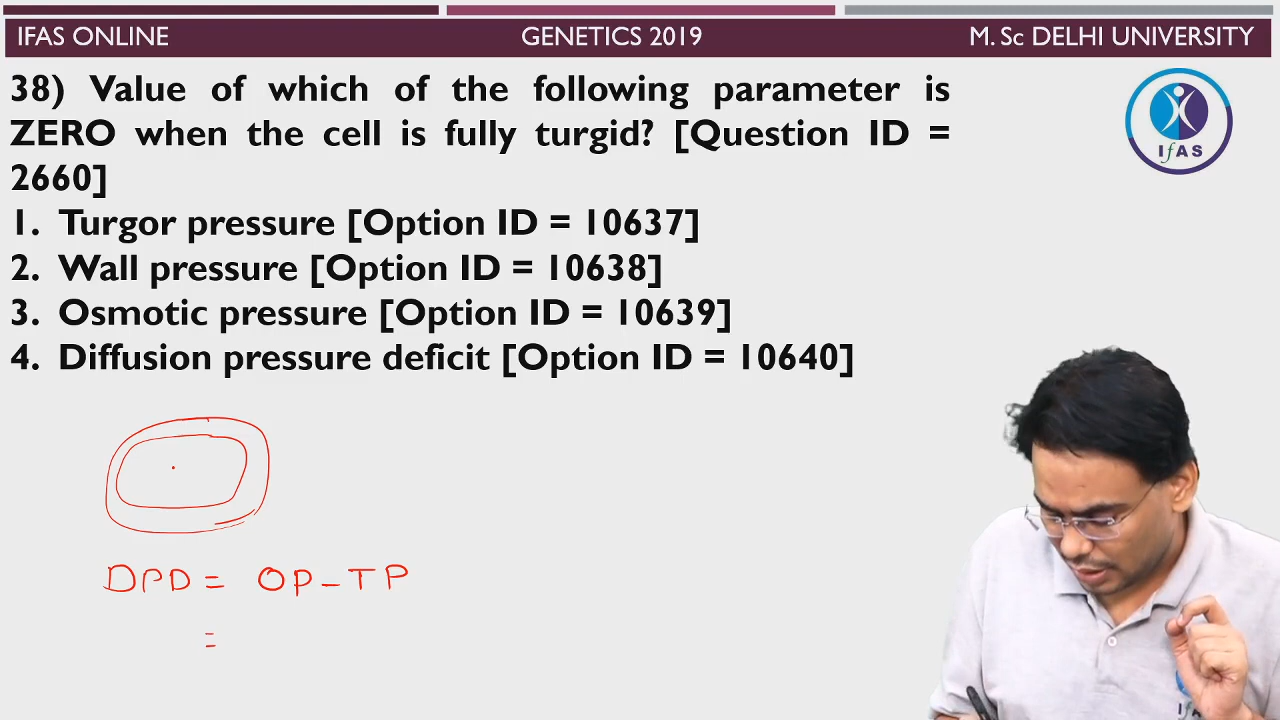 IFAS ONLINE GENETICS 2019 M. Sc DELHI UNIVERSITY
38) Value of which of the following parameter is
ZERO when the cell is fully turgid? [Question ID =
2660]
1. Turgor pressure [Option ID = 10637]
2. Wall pressure [Option ID = 10638]
3. Osmotic pressure [Option ID = 10639]
4. Diffusion pressure deficit [Option ID = 10640]
IfAS
DPD = OP - TP
=
IfAS